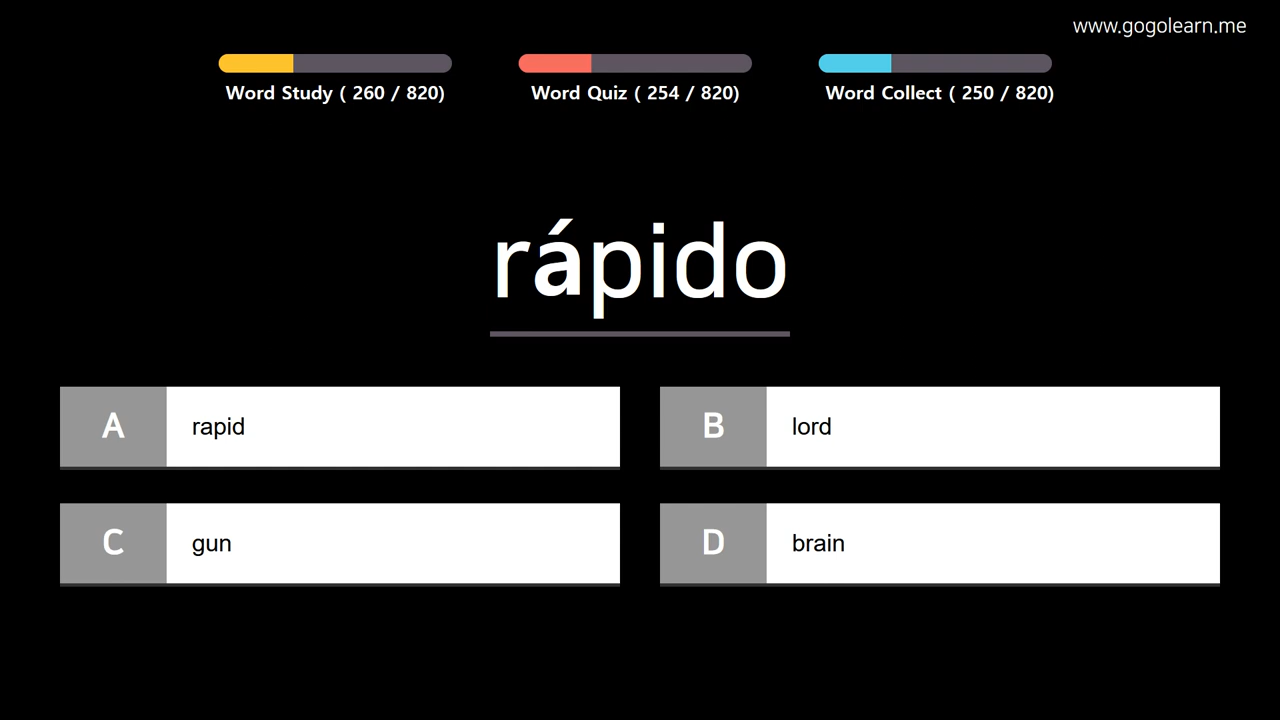 www.gogolearn.me
Word Study ( 260 / 820)
Word Quiz ( 254 / 820)
Word Collect ( 250 / 820)
rápido
A rapid
B lord
C gun
D brain